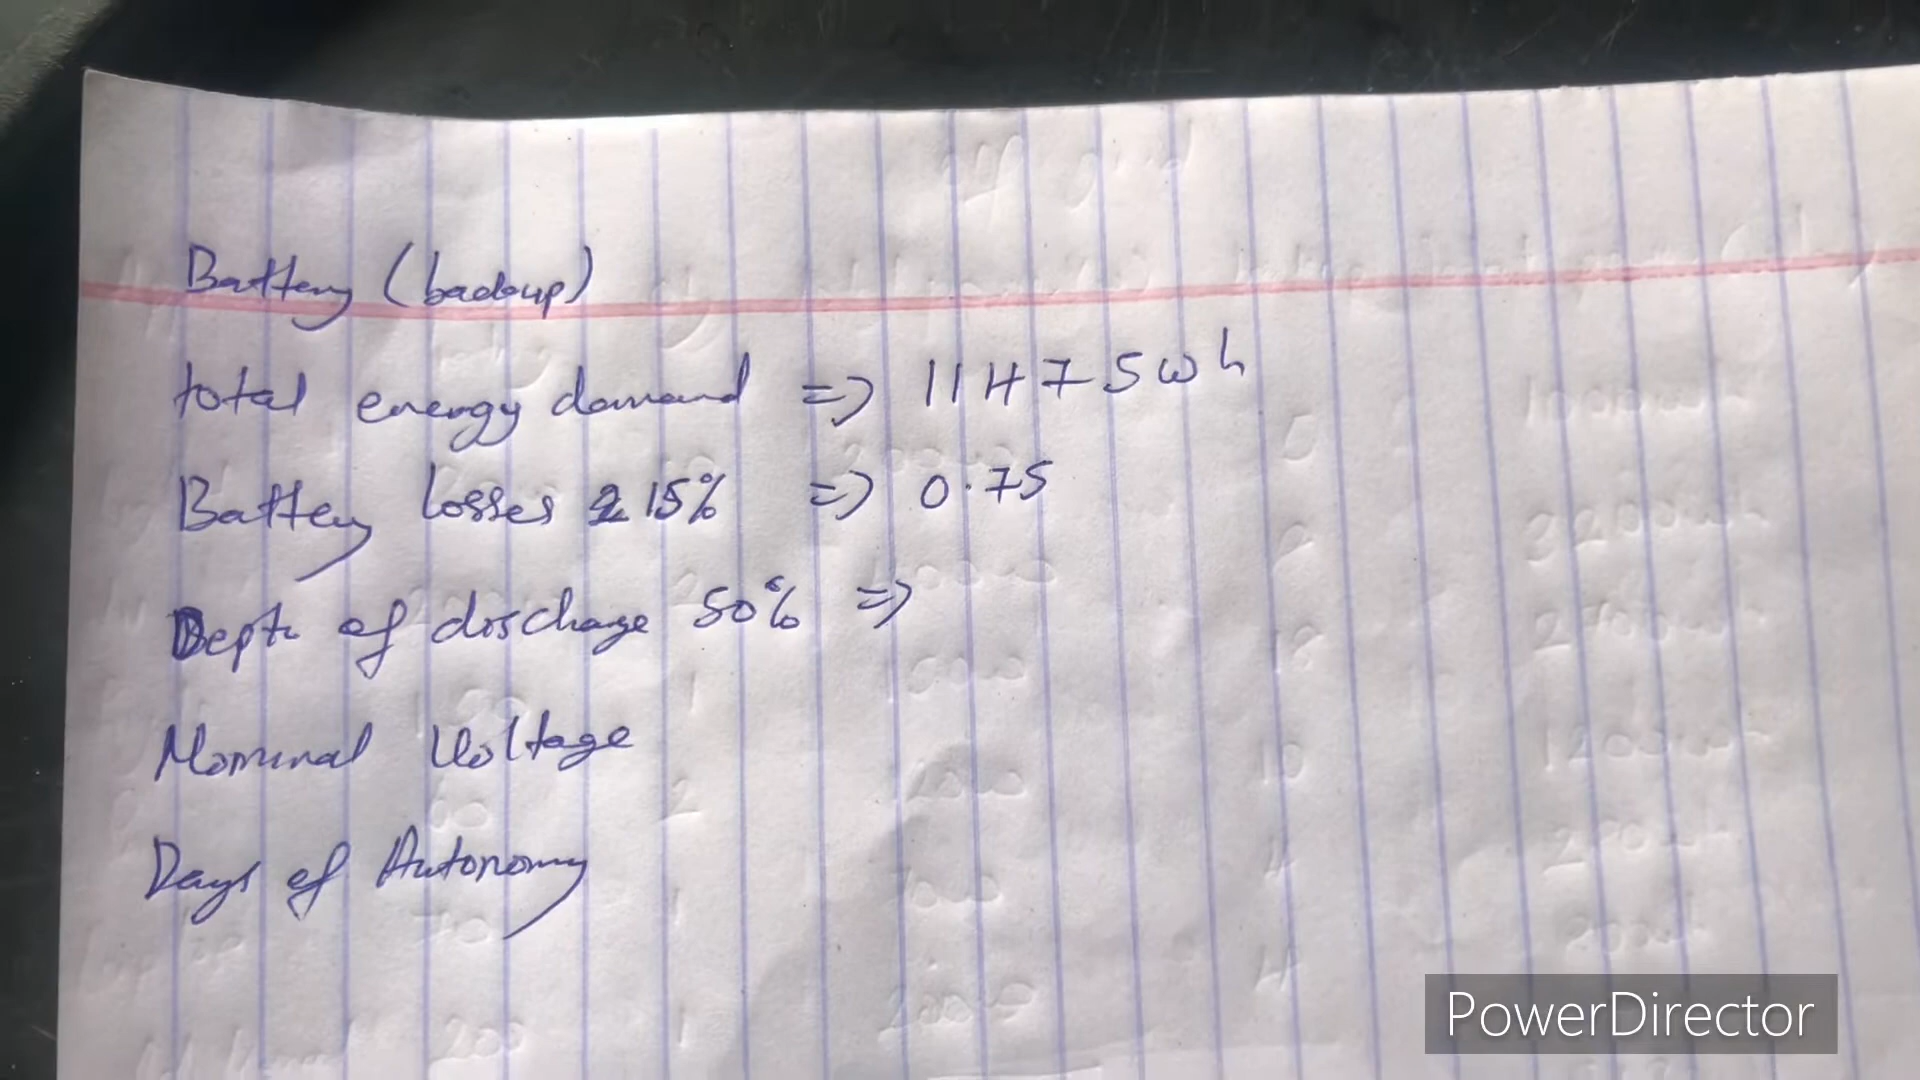 Battery (backup)
total energy demand => 11475wh
Battery losses 15% => 0.75
Depth of discharge 50% =>
Nominal Voltage
Days of Autonomy
PowerDirector